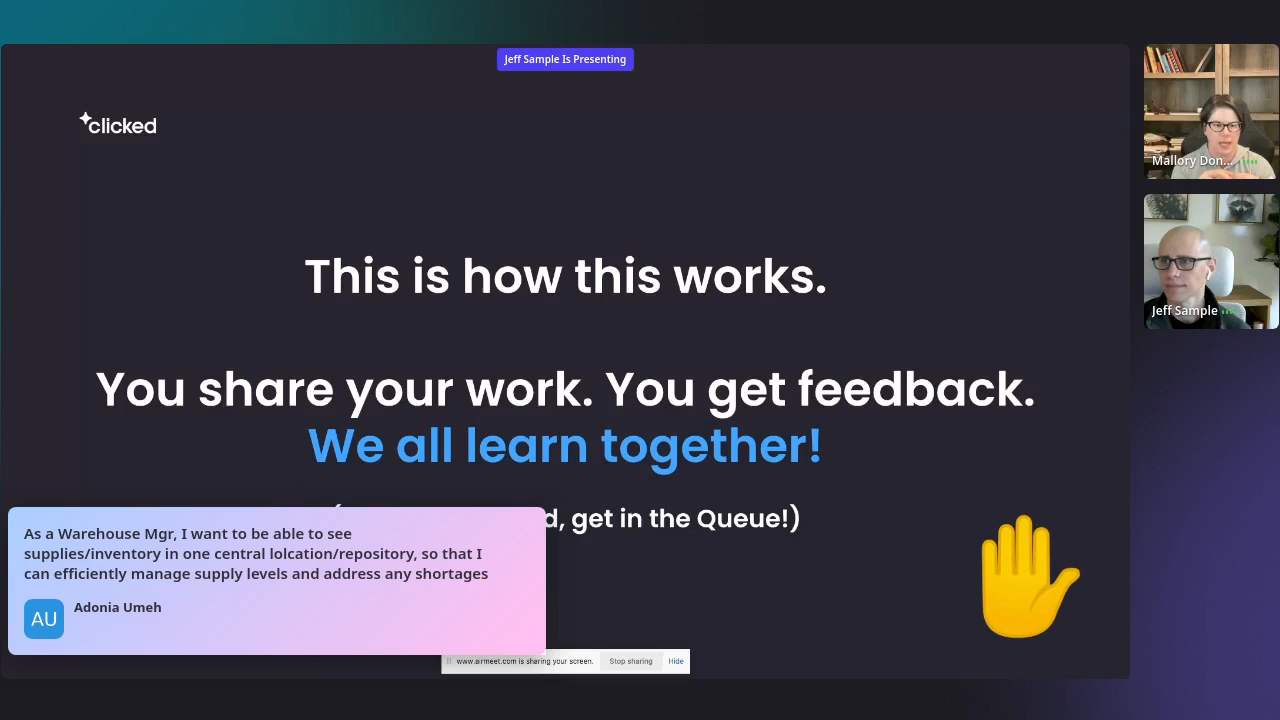 Jeff Sample Is Presenting
clicked
This is how this works.
You share your work. You get feedback.
We all learn together!
d, get in the Queue!)
As a Warehouse Mgr, I want to be able to see
supplies/inventory in one central lolcation/repository, so that I
can efficiently manage supply levels and address any shortages
AU
Adonia Umeh
www.airmeet.com is sharing your screen.
Stop sharing
Hide
Mallory Don...
Jeff Sample